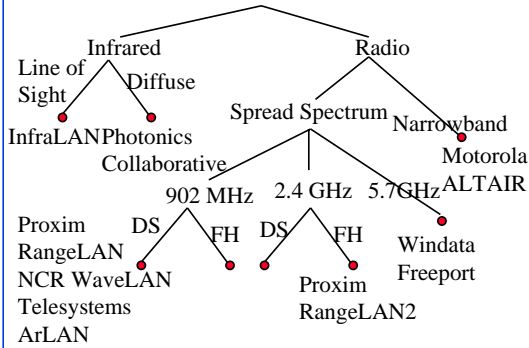 Infrared
Radio
Line of
Sight
Diffuse
Spread Spectrum
Narrowband
InfraLAN
Photonics
Collaborative
Motorola
ALTAIR
902 MHz
2.4 GHz
5.7GHz
Proxim
RangeLAN
NCR WaveLAN
Telesystems
ArLAN
DS
FH
DS
FH
Windata
Freeport
Proxim
RangeLAN2